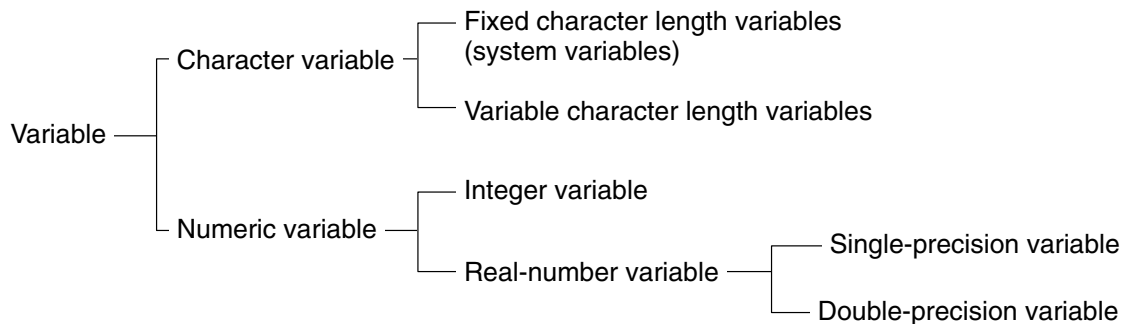 Fixed character length variables
(system variables)
Character variable
Variable character length variables
Variable
Integer variable
Numeric variable
Single-precision variable
Real-number variable
Double-precision variable